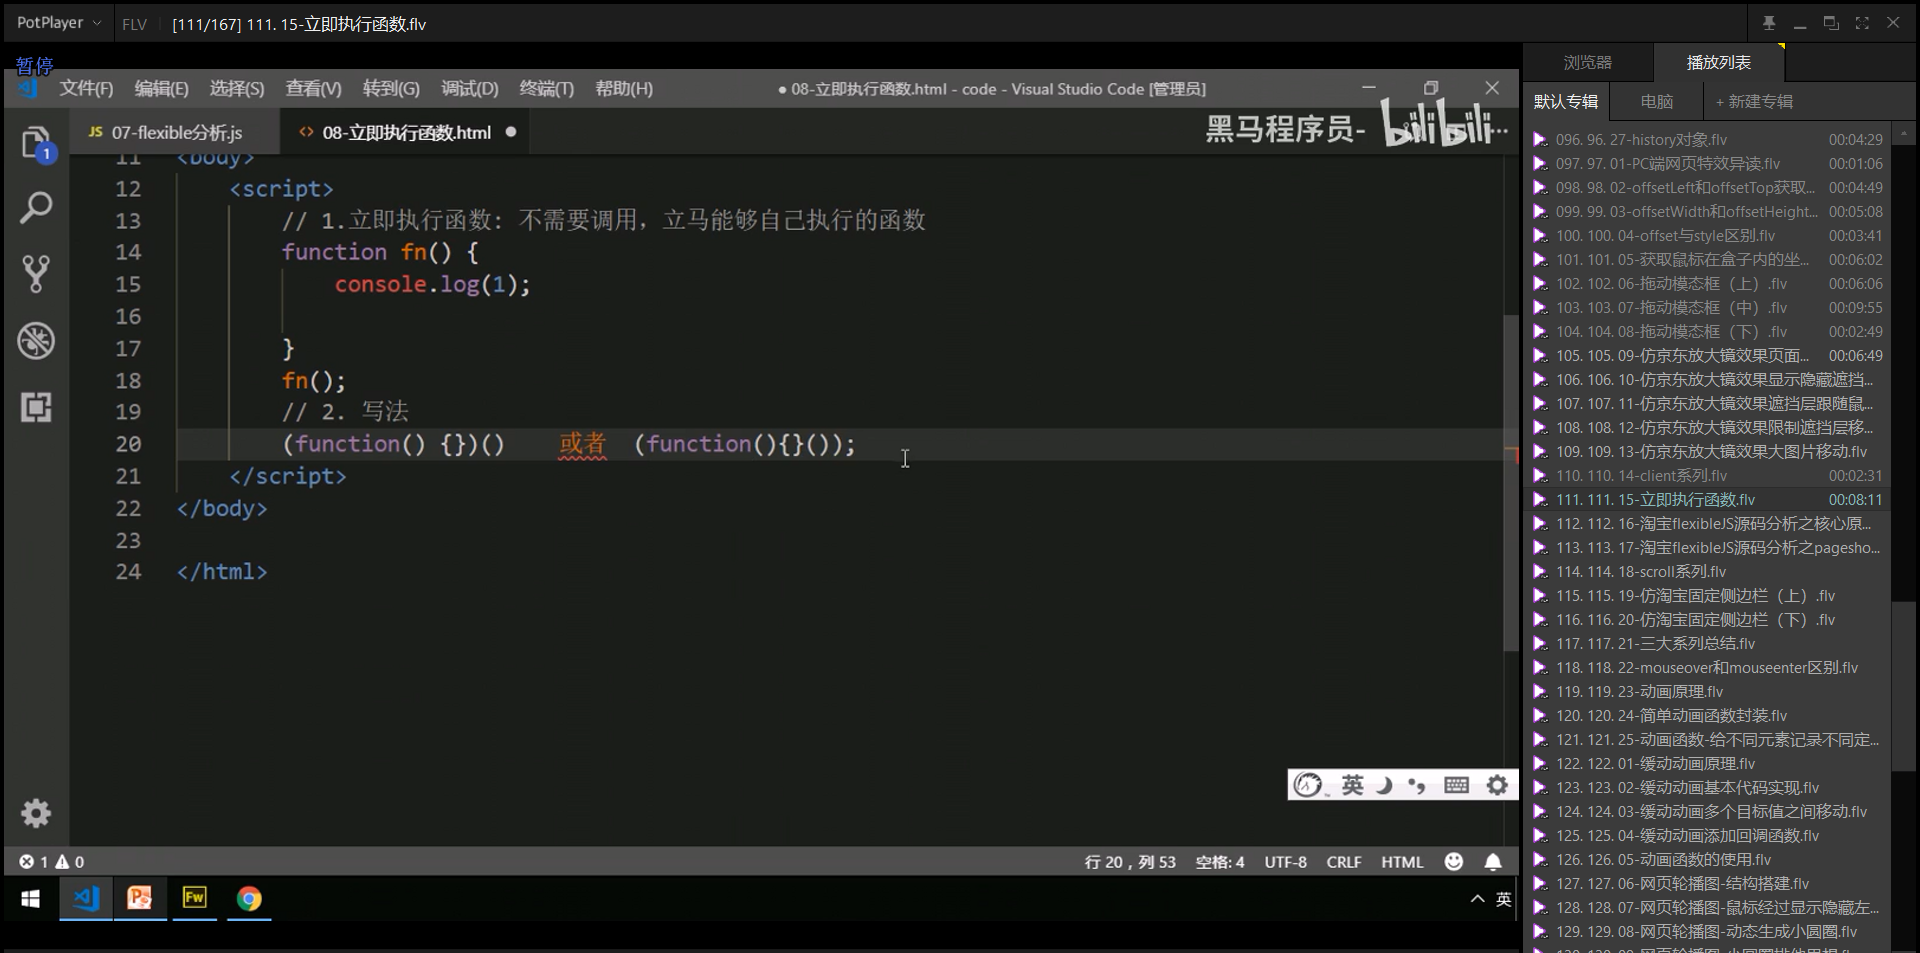 PotPlayer FLV [111/167] 111. 15-立即执行函数.flv
暂停
文件(F) 编辑(E) 选择(S) 查看(V) 转到(G) 调试(D) 终端(T) 帮助(H) ● 08-立即执行函数.html - code - Visual Studio Code [管理员]
JS 07-flexible分析.js <> 08-立即执行函数.html ●
黑马程序员- bilibili
1
11 <body>
12 <script>
13 // 1.立即执行函数: 不需要调用，立马能够自己执行的函数
14 function fn() {
15 console.log(1);
16
17 }
18 fn();
19 // 2. 写法
20 (function() {})() 或者 (function(){}());
21 </script>
22 </body>
23
24 </html>
英
1 0
行 20，列 53 空格: 4 UTF-8 CRLF HTML
Fw
英
浏览器 播放列表
默认专辑 电脑 + 新建专辑
096. 96. 27-history对象.flv 00:04:29
097. 97. 01-PC端网页特效导读.flv 00:01:06
098. 98. 02-offsetLeft和offsetTop获取... 00:04:49
099. 99. 03-offsetWidth和offsetHeight... 00:05:08
100. 100. 04-offset与style区别.flv 00:03:41
101. 101. 05-获取鼠标在盒子内的坐... 00:06:02
102. 102. 06-拖动模态框（上）.flv 00:06:06
103. 103. 07-拖动模态框（中）.flv 00:09:55
104. 104. 08-拖动模态框（下）.flv 00:02:49
105. 105. 09-仿京东放大镜效果页面... 00:06:49
106. 106. 10-仿京东放大镜效果显示隐藏遮挡...
107. 107. 11-仿京东放大镜效果遮挡层跟随鼠...
108. 108. 12-仿京东放大镜效果限制遮挡层移...
109. 109. 13-仿京东放大镜效果大图片移动.flv
110. 110. 14-client系列.flv 00:02:31
111. 111. 15-立即执行函数.flv 00:08:11
112. 112. 16-淘宝flexibleJS源码分析之核心原...
113. 113. 17-淘宝flexibleJS源码分析之pagesho...
114. 114. 18-scroll系列.flv
115. 115. 19-仿淘宝固定侧边栏（上）.flv
116. 116. 20-仿淘宝固定侧边栏（下）.flv
117. 117. 21-三大系列总结.flv
118. 118. 22-mouseover和mouseenter区别.flv
119. 119. 23-动画原理.flv
120. 120. 24-简单动画函数封装.flv
121. 121. 25-动画函数-给不同元素记录不同定...
122. 122. 01-缓动动画原理.flv
123. 123. 02-缓动动画基本代码实现.flv
124. 124. 03-缓动动画多个目标值之间移动.flv
125. 125. 04-缓动动画添加回调函数.flv
126. 126. 05-动画函数的使用.flv
127. 127. 06-网页轮播图-结构搭建.flv
128. 128. 07-网页轮播图-鼠标经过显示隐藏左...
129. 129. 08-网页轮播图-动态生成小圆圈.flv